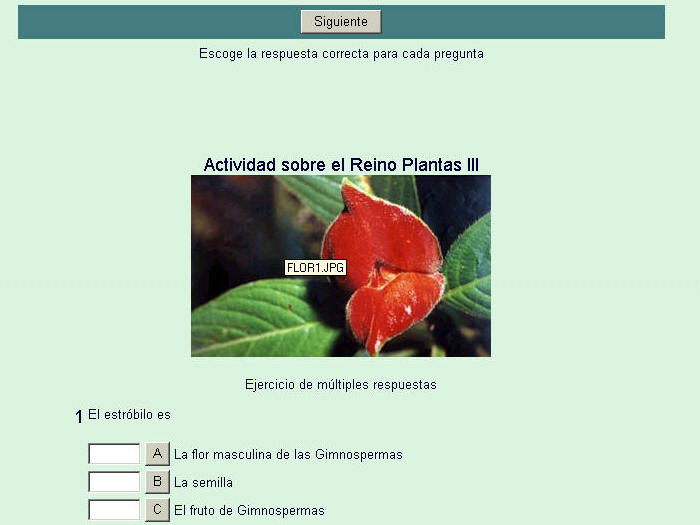 Siguiente
Escoge la respuesta correcta para cada pregunta
Actividad sobre el Reino Plantas III
FLOR1.JPG
Ejercicio de múltiples respuestas
1 El estróbilo es
A La flor masculina de las Gimnospermas
B La semilla
C El fruto de Gimnospermas